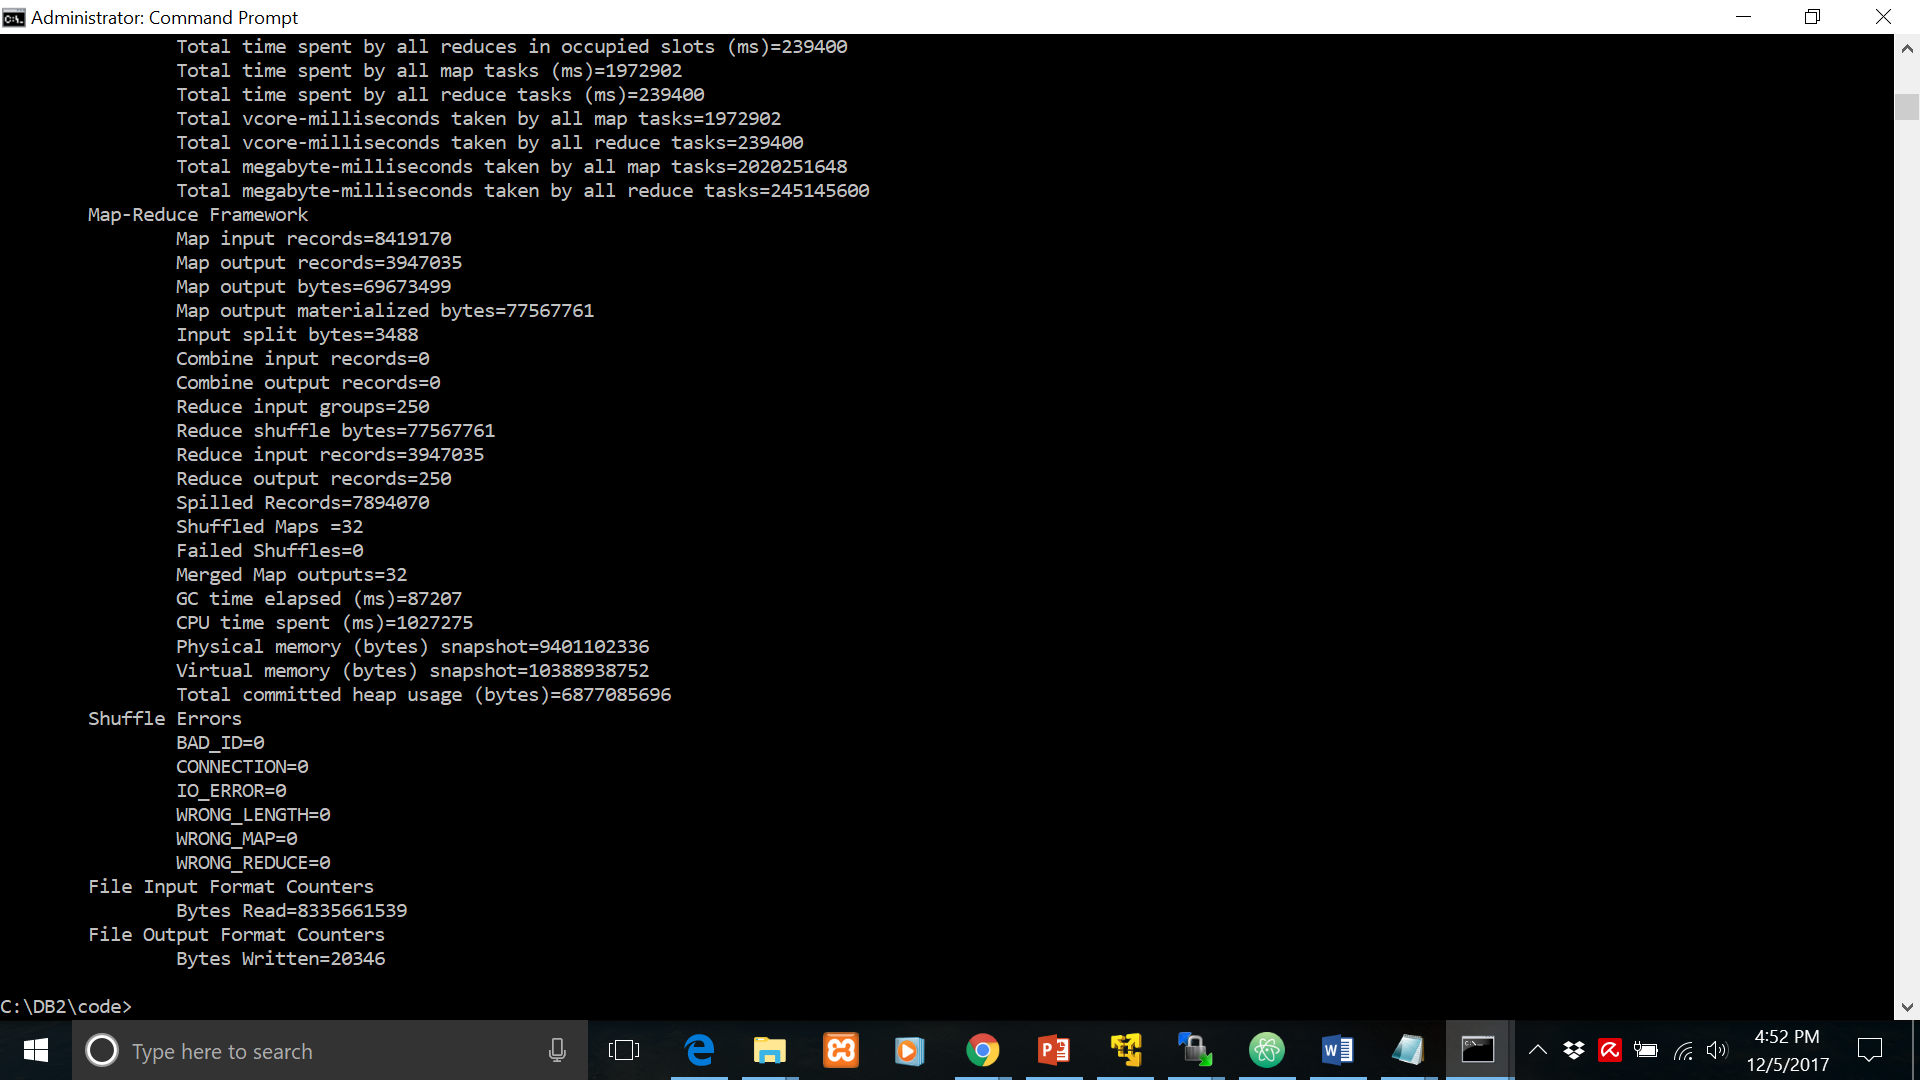 Administrator: Command Prompt
Total time spent by all reduces in occupied slots (ms)=239400
Total time spent by all map tasks (ms)=1972902
Total time spent by all reduce tasks (ms)=239400
Total vcore-milliseconds taken by all map tasks=1972902
Total vcore-milliseconds taken by all reduce tasks=239400
Total megabyte-milliseconds taken by all map tasks=2020251648
Total megabyte-milliseconds taken by all reduce tasks=245145600
Map-Reduce Framework
Map input records=8419170
Map output records=3947035
Map output bytes=69673499
Map output materialized bytes=77567761
Input split bytes=3488
Combine input records=0
Combine output records=0
Reduce input groups=250
Reduce shuffle bytes=77567761
Reduce input records=3947035
Reduce output records=250
Spilled Records=7894070
Shuffled Maps =32
Failed Shuffles=0
Merged Map outputs=32
GC time elapsed (ms)=87207
CPU time spent (ms)=1027275
Physical memory (bytes) snapshot=9401102336
Virtual memory (bytes) snapshot=10388938752
Total committed heap usage (bytes)=6877085696
Shuffle Errors
BAD_ID=0
CONNECTION=0
IO_ERROR=0
WRONG_LENGTH=0
WRONG_MAP=0
WRONG_REDUCE=0
File Input Format Counters
Bytes Read=8335661539
File Output Format Counters
Bytes Written=20346
C:\DB2\code>
Type here to search
4:52 PM
12/5/2017